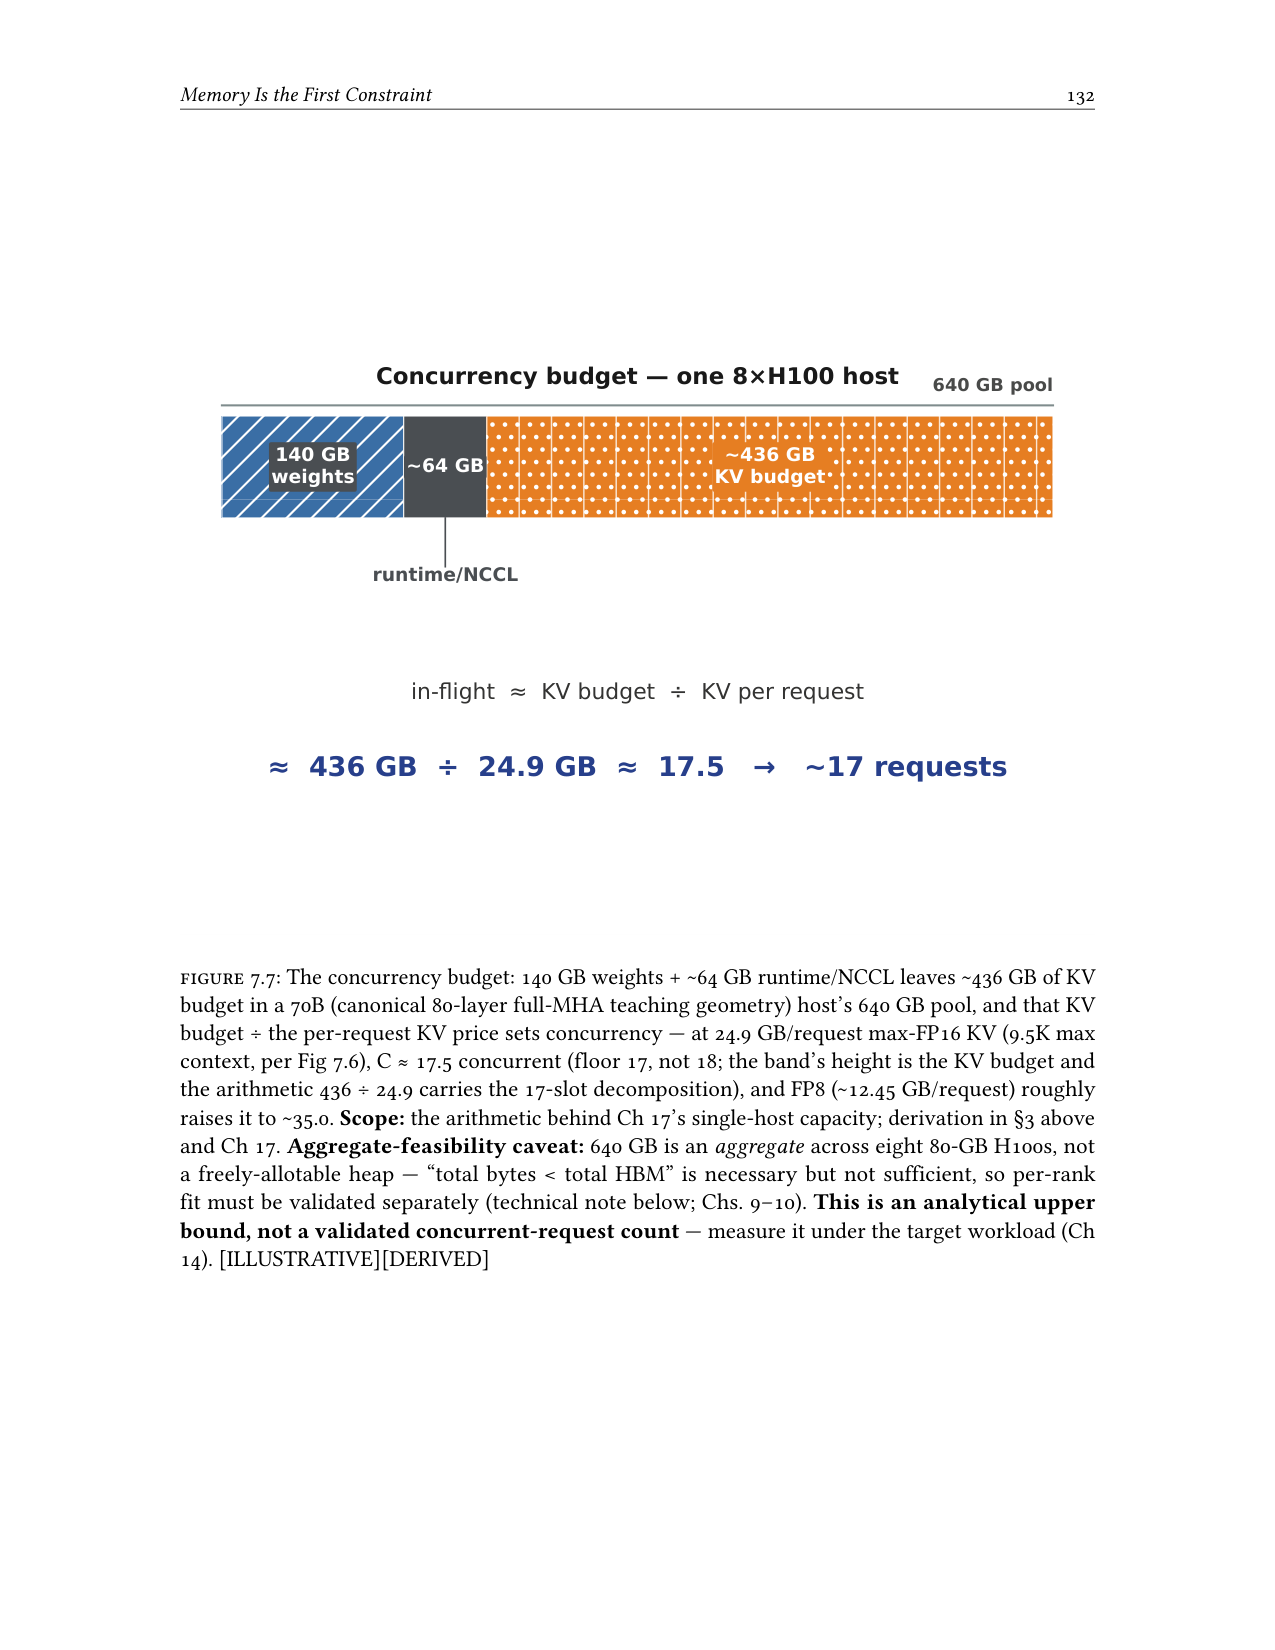 Memory Is the First Constraint 132
Concurrency budget — one 8×H100 host
640 GB pool
140 GB
weights
~64 GB
~436 GB
KV budget
runtime/NCCL
in-flight ≈ KV budget ÷ KV per request
≈ 436 GB ÷ 24.9 GB ≈ 17.5 → ~17 requests
FIGURE 7.7: The concurrency budget: 140 GB weights + ~64 GB runtime/NCCL leaves ~436 GB of KV
budget in a 70B (canonical 80-layer full-MHA teaching geometry) host’s 640 GB pool, and that KV
budget ÷ the per-request KV price sets concurrency — at 24.9 GB/request max-FP16 KV (9.5K max
context, per Fig 7.6), C ≈ 17.5 concurrent (floor 17, not 18; the band’s height is the KV budget and
the arithmetic 436 ÷ 24.9 carries the 17-slot decomposition), and FP8 (~12.45 GB/request) roughly
raises it to ~35.0. Scope: the arithmetic behind Ch 17’s single-host capacity; derivation in §3 above
and Ch 17. Aggregate-feasibility caveat: 640 GB is an aggregate across eight 80-GB H100s, not
a freely-allotable heap — “total bytes < total HBM” is necessary but not sufficient, so per-rank
fit must be validated separately (technical note below; Chs. 9–10). This is an analytical upper
bound, not a validated concurrent-request count — measure it under the target workload (Ch
14). [ILLUSTRATIVE][DERIVED]